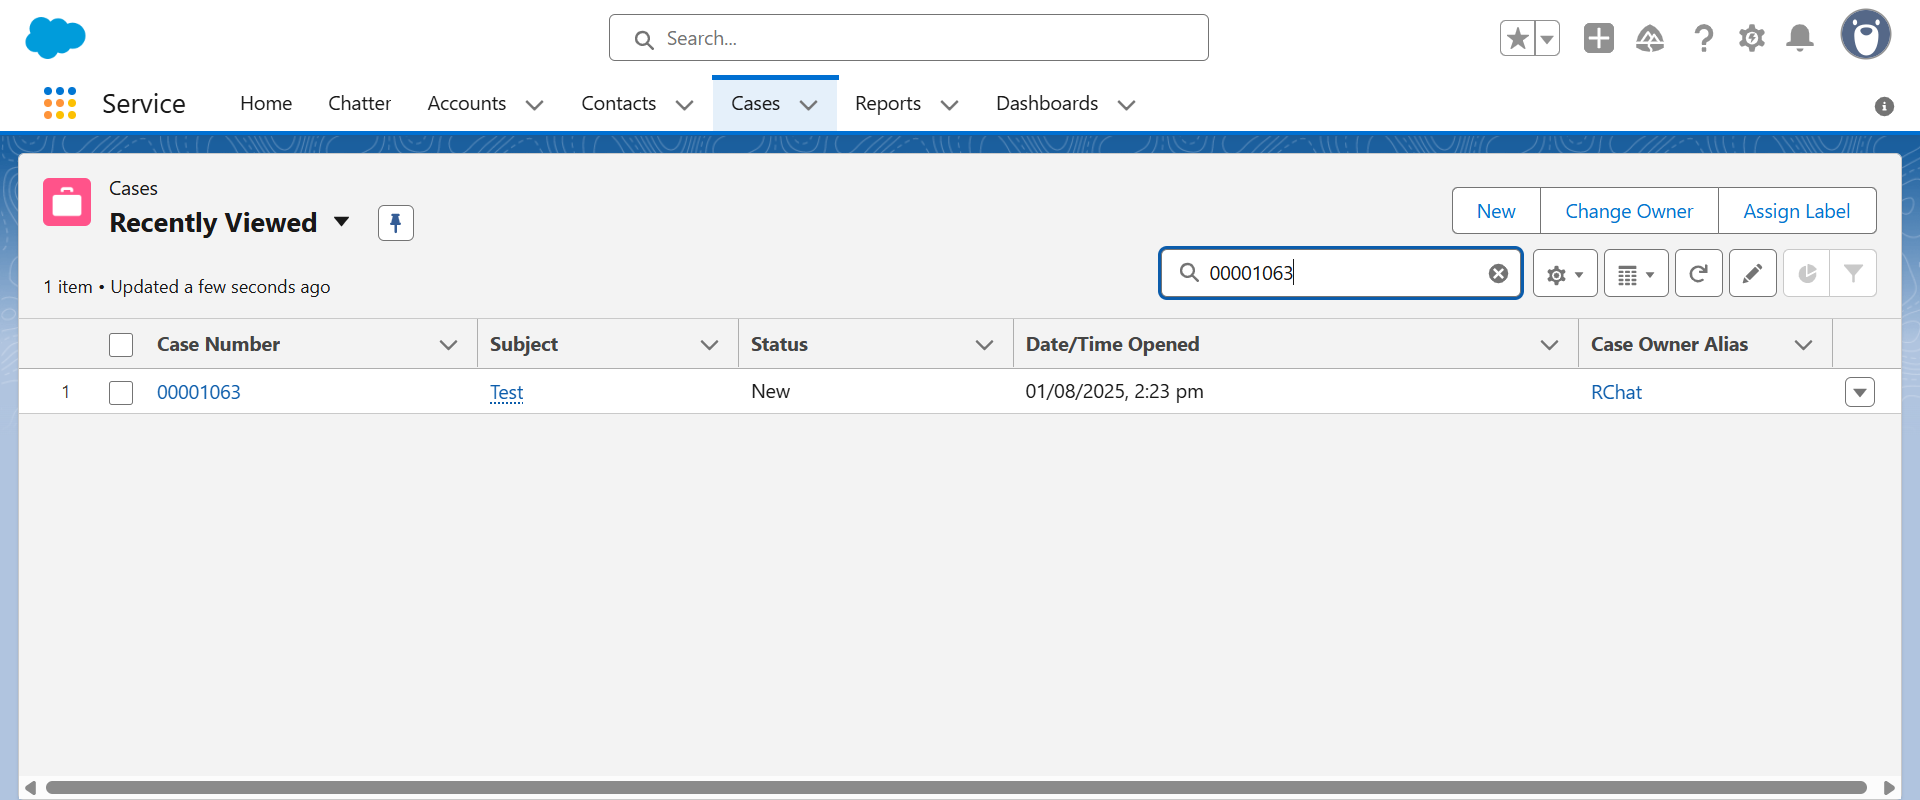 Search...
Service
Home
Chatter
Accounts
Contacts
Cases
Reports
Dashboards
Cases
Recently Viewed
New
Change Owner
Assign Label
1 item • Updated a few seconds ago
00001063
Case Number
Subject
Status
Date/Time Opened
Case Owner Alias
1
00001063
Test
New
01/08/2025, 2:23 pm
RChat